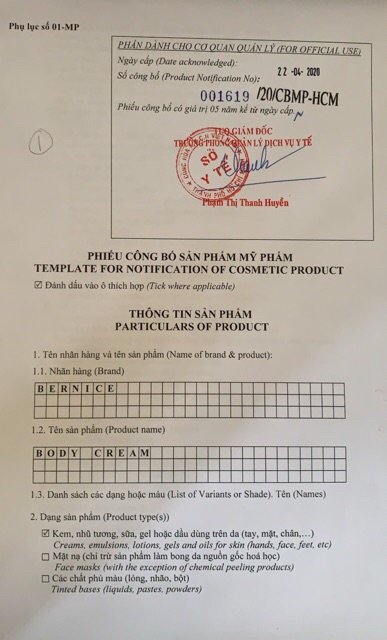 Phụ lục số 01-MP
PHẦN DÀNH CHO CƠ QUAN QUẢN LÝ (FOR OFFICIAL USE)
Ngày cấp (Date acknowledged): 22 -04- 2020
Số công bố (Product Notification No):
001619 /20/CBMP-HCM
Phiếu công bố có giá trị 05 năm kể từ ngày cấp.
TUQ.GIÁM ĐỐC
TRƯỞNG PHÒNG QUẢN LÝ DỊCH VỤ Y TẾ
SỞ
Y TẾ
Phạm Thị Thanh Huyền
1
PHIẾU CÔNG BỐ SẢN PHẨM MỸ PHẨM
TEMPLATE FOR NOTIFICATION OF COSMETIC PRODUCT
☑ Đánh dấu vào ô thích hợp (Tick where applicable)
THÔNG TIN SẢN PHẨM
PARTICULARS OF PRODUCT
1. Tên nhãn hàng và tên sản phẩm (Name of brand & product):
1.1. Nhãn hàng (Brand)
BERNICE
1.2. Tên sản phẩm (Product name)
BODY CREAM
1.3. Danh sách các dạng hoặc màu (List of Variants or Shade). Tên (Names)
2. Dạng sản phẩm (Product type(s))
☑ Kem, nhũ tương, sữa, gel hoặc dầu dùng trên da (tay, mặt, chân,…)
Creams, emulsions, lotions, gels and oils for skin (hands, face, feet, etc)
☐ Mặt nạ (chỉ trừ sản phẩm làm bong da nguồn gốc hoá học)
Face masks (with the exception of chemical peeling products)
☐ Các chất phủ màu (lỏng, nhão, bột)
Tinted bases (liquids, pastes, powders)